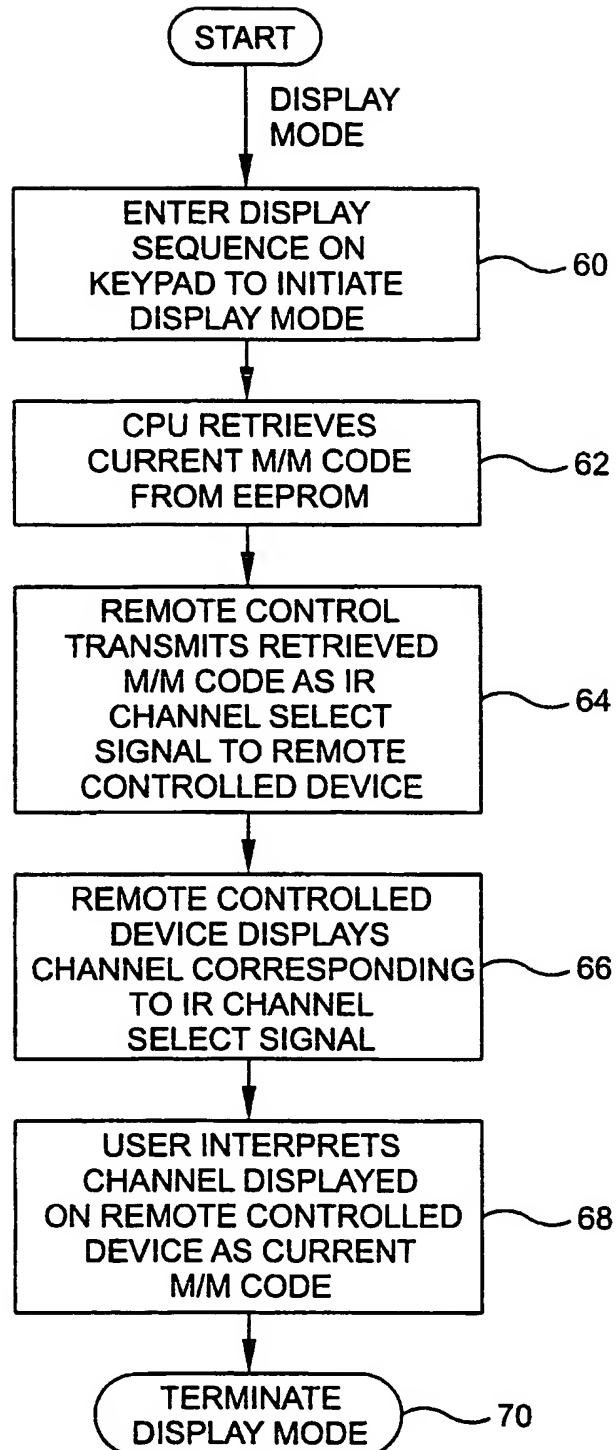 START
DISPLAY
MODE
ENTER DISPLAY
SEQUENCE ON
KEYPAD TO INITIATE
DISPLAY MODE
60
CPU RETRIEVES
CURRENT M/M CODE
FROM EEPROM
62
REMOTE CONTROL
TRANSMITS RETRIEVED
M/M CODE AS IR
CHANNEL SELECT
SIGNAL TO REMOTE
CONTROLLED DEVICE
64
REMOTE CONTROLLED
DEVICE DISPLAYS
CHANNEL CORRESPONDING
TO IR CHANNEL
SELECT SIGNAL
66
USER INTERPRETS
CHANNEL DISPLAYED
ON REMOTE CONTROLLED
DEVICE AS CURRENT
M/M CODE
68
TERMINATE
DISPLAY MODE
70